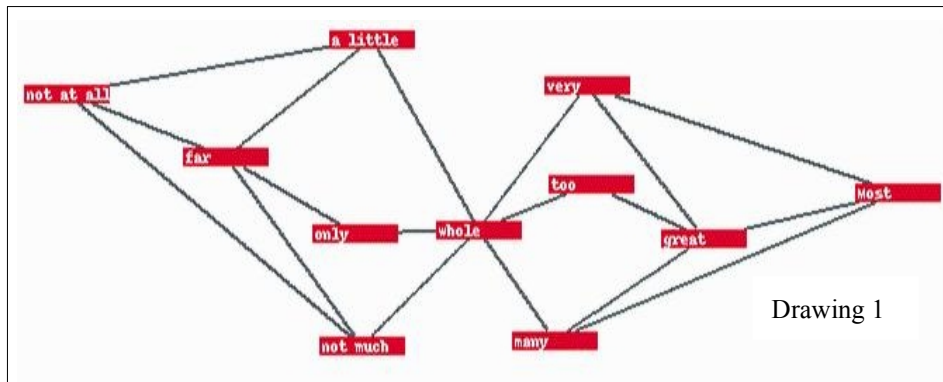 a little
not at all
very
far
too
Most
only
whole
great
Drawing 1
not much
many